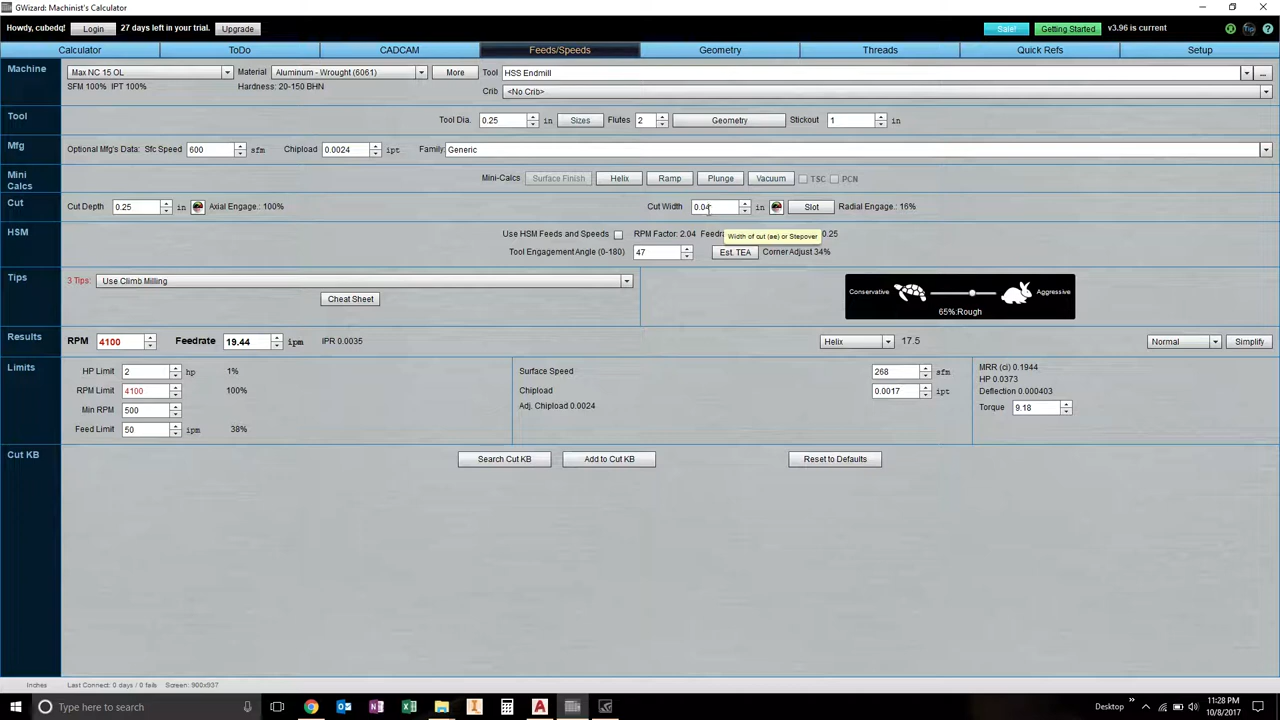 GWizard: Machinist's Calculator
Howdy, cubedq! Login 27 days left in your trial. Upgrade Sale! Getting Started v3.96 is current Tip ?
Calculator ToDo CADCAM Feeds/Speeds Geometry Threads Quick Refs Setup
Machine Max NC 15 OL Material Aluminum - Wrought (6061) More Tool HSS Endmill ...
SFM 100% IPT 100% Hardness: 20-150 BHN Crib <No Crib>
Tool Tool Dia. 0.25 in Sizes Flutes 2 Geometry Stickout 1 in
Mfg Optional Mfg's Data: Sfc Speed 600 sfm Chipload 0.0024 ipt Family: Generic
Mini Calcs Mini-Calcs Surface Finish Helix Ramp Plunge Vacuum TSC PCN
Cut Cut Depth 0.25 in Axial Engage.: 100% Cut Width 0.04 in Slot Radial Engage.: 16%
HSM Use HSM Feeds and Speeds RPM Factor: 2.04 Feedra 0.25
Width of cut (ae) or Stepover
Tool Engagement Angle (0-180) 47 Est. TEA Corner Adjust 34%
Tips 3 Tips: Use Climb Milling Conservative Aggressive
Cheat Sheet 65%:Rough
Results RPM 4100 Feedrate 19.44 ipm IPR 0.0035 Helix 17.5 Normal Simplify
Limits HP Limit 2 hp 1% Surface Speed 268 sfm MRR (ci) 0.1944
HP 0.0373
RPM Limit 4100 100% Chipload 0.0017 ipt Deflection 0.000403
Min RPM 500 Adj. Chipload 0.0024 Torque 9.18
Feed Limit 50 ipm 38%
Cut KB Search Cut KB Add to Cut KB Reset to Defaults
Inches Last Connect: 0 days / 0 fails Screen: 900x937
Type here to search Desktop 11:28 PM
10/8/2017